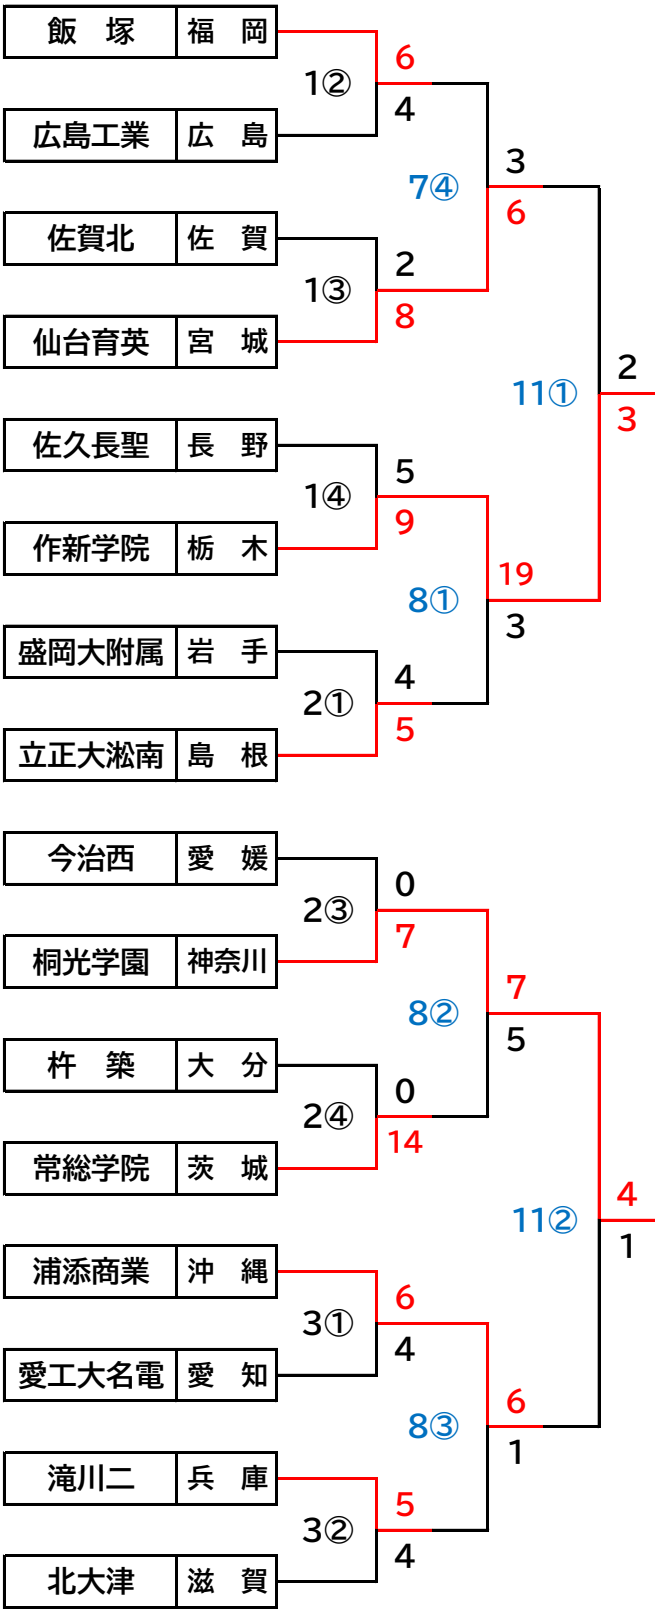 飯　塚 福　岡
6
1②
4
広島工業 広　島
3
7④
6
佐賀北 佐　賀
2
1③
8
仙台育英 宮　城
2
11①
3
佐久長聖 長　野
5
1④
9
作新学院 栃　木
19
8①
3
盛岡大附属 岩　手
4
2①
5
立正大淞南 島　根
今治西 愛　媛
0
2③
7
桐光学園 神奈川
7
8②
5
杵　築 大　分
0
2④
14
常総学院 茨　城
4
11②
1
浦添商業 沖　縄
6
3①
4
愛工大名電 愛　知
6
8③
1
滝川二 兵　庫
5
3②
4
北大津 滋　賀